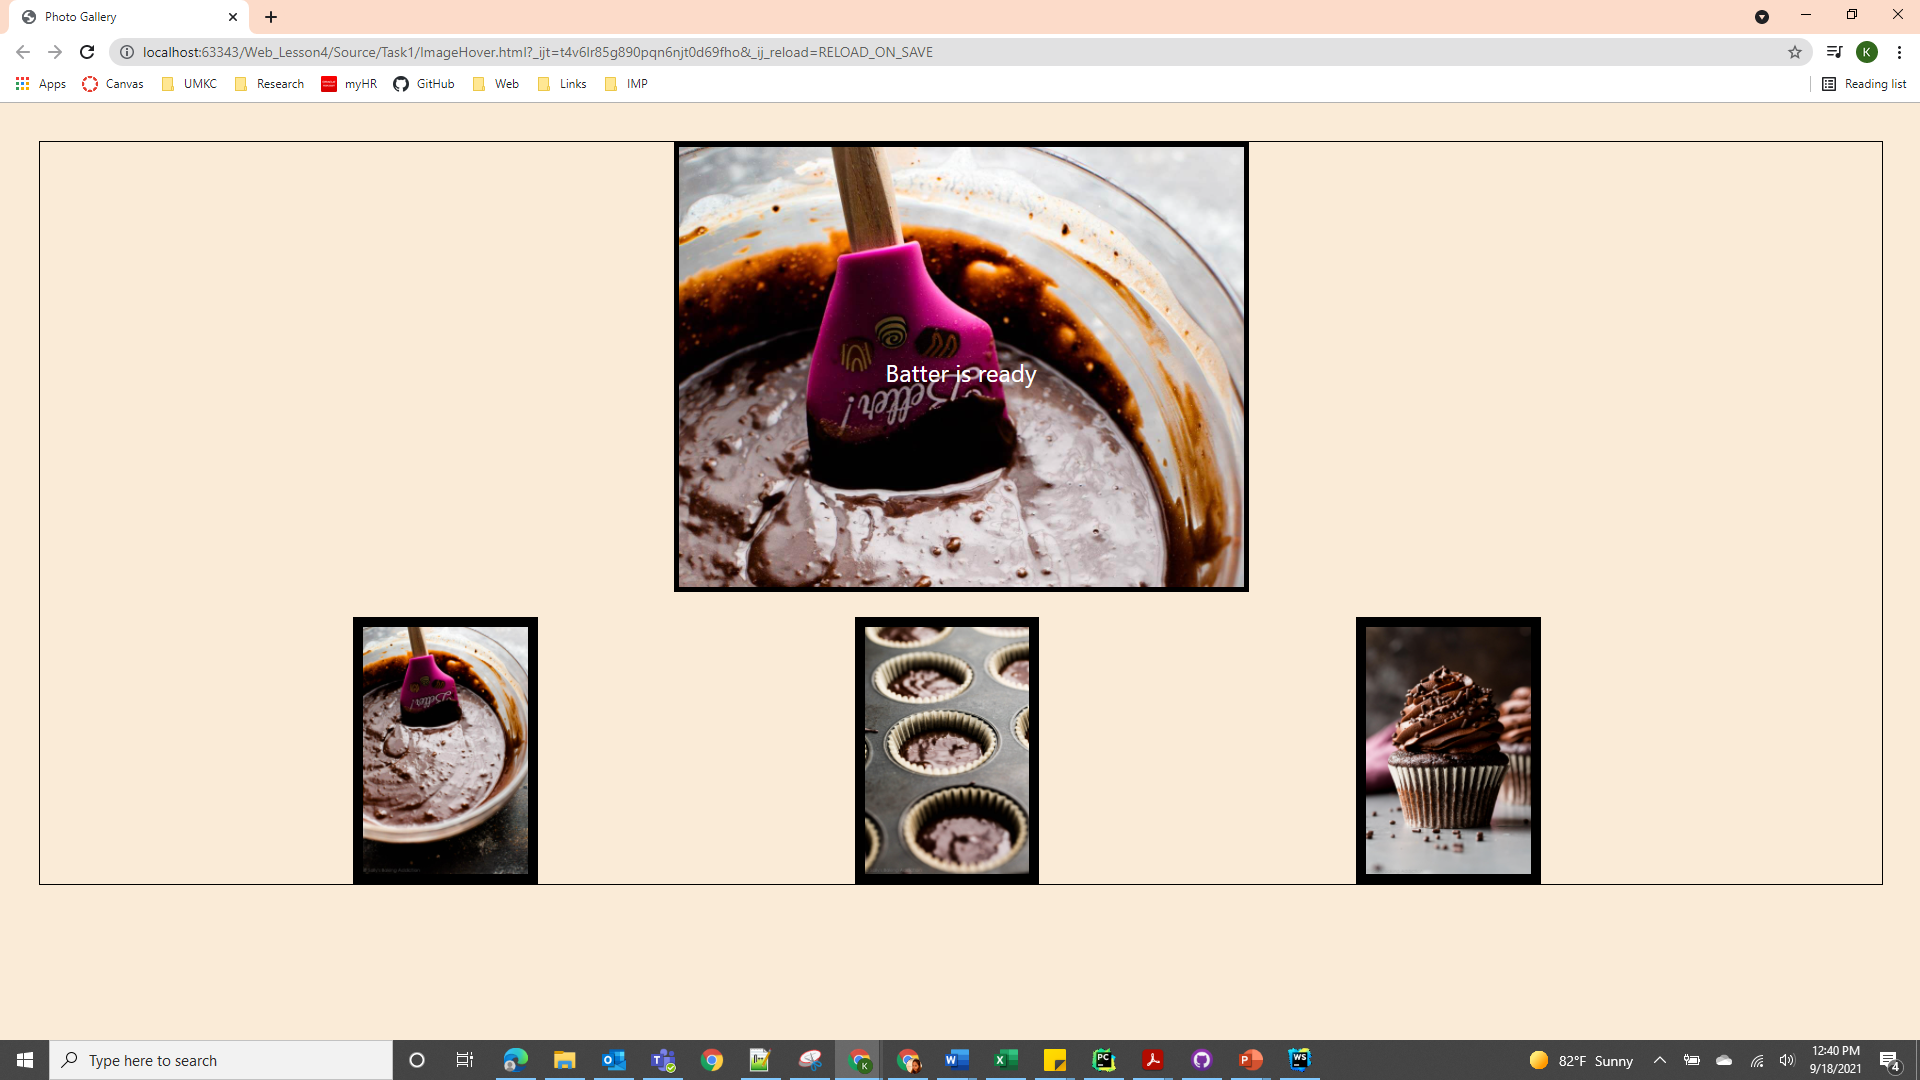 Photo Gallery
localhost:63343/Web_Lesson4/Source/Task1/ImageHover.html?_ijt=t4v6lr85g890pqn6njt0d69fho&_ij_reload=RELOAD_ON_SAVE
K
Apps Canvas UMKC Research myHR GitHub Web Links IMP Reading list
Batter is ready
Better!
Better!
Type here to search
82°F Sunny
12:40 PM
9/18/2021
4